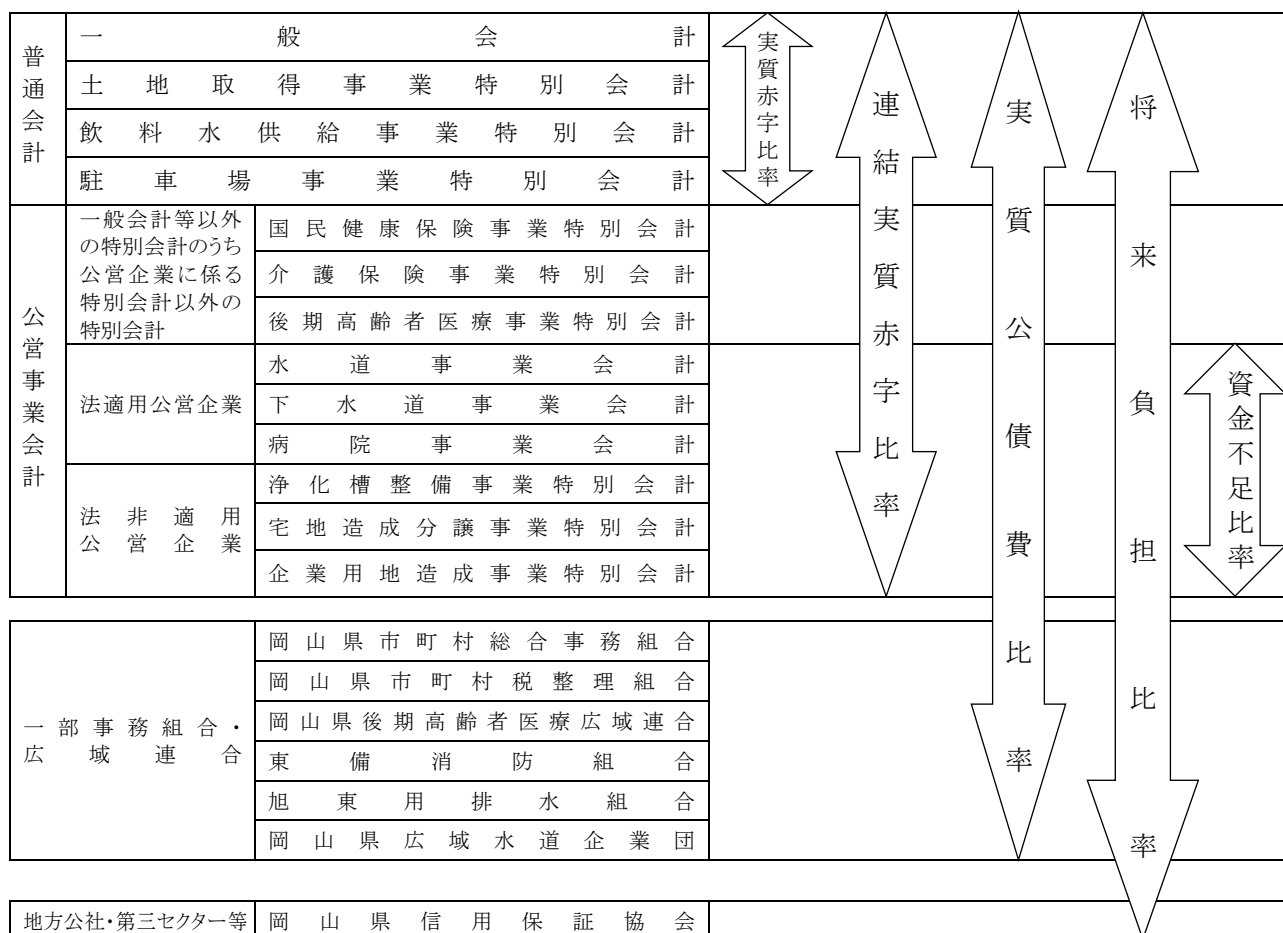 普通会計
一般会計
土地取得事業特別会計
飲料水供給事業特別会計
駐車場事業特別会計
公営事業会計
一般会計等以外
の特別会計のうち
公営企業に係る
特別会計以外の
特別会計
国民健康保険事業特別会計
介護保険事業特別会計
後期高齢者医療事業特別会計
法適用公営企業
水道事業会計
下水道事業会計
病院事業会計
法非適用
公営企業
浄化槽整備事業特別会計
宅地造成分譲事業特別会計
企業用地造成事業特別会計
実質赤字比率
連結実質赤字比率
実質公債費比率
将来負担比率
資金不足比率
一部事務組合・
広域連合
岡山県市町村総合事務組合
岡山県市町村税整理組合
岡山県後期高齢者医療広域連合
東備消防組合
旭東用排水組合
岡山県広域水道企業団
地方公社・第三セクター等
岡山県信用保証協会